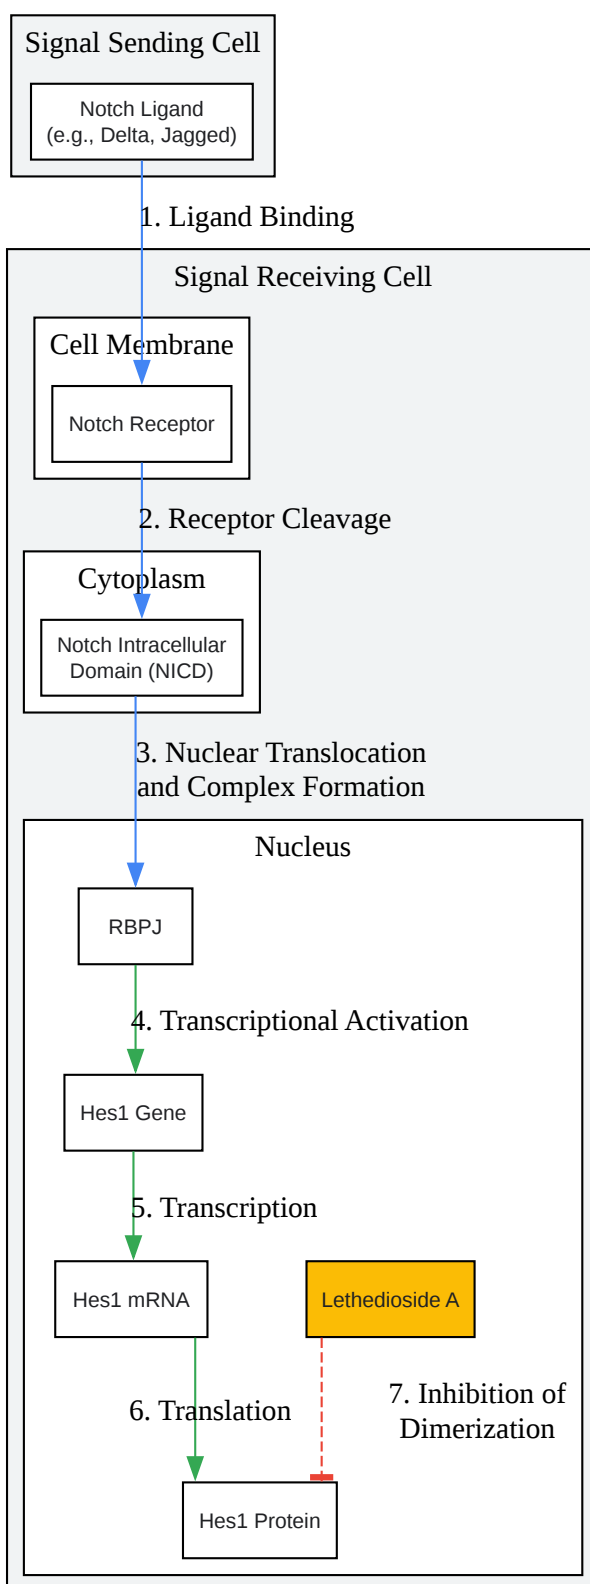 Signal Sending Cell
Notch Ligand
(e.g., Delta, Jagged)
1. Ligand Binding
Signal Receiving Cell
Cell Membrane
Notch Receptor
2. Receptor Cleavage
Cytoplasm
Notch Intracellular
Domain (NICD)
3. Nuclear Translocation
and Complex Formation
Nucleus
RBPJ
4. Transcriptional Activation
Hes1 Gene
5. Transcription
Hes1 mRNA
Lethedioside A
6. Translation
7. Inhibition of
Dimerization
Hes1 Protein